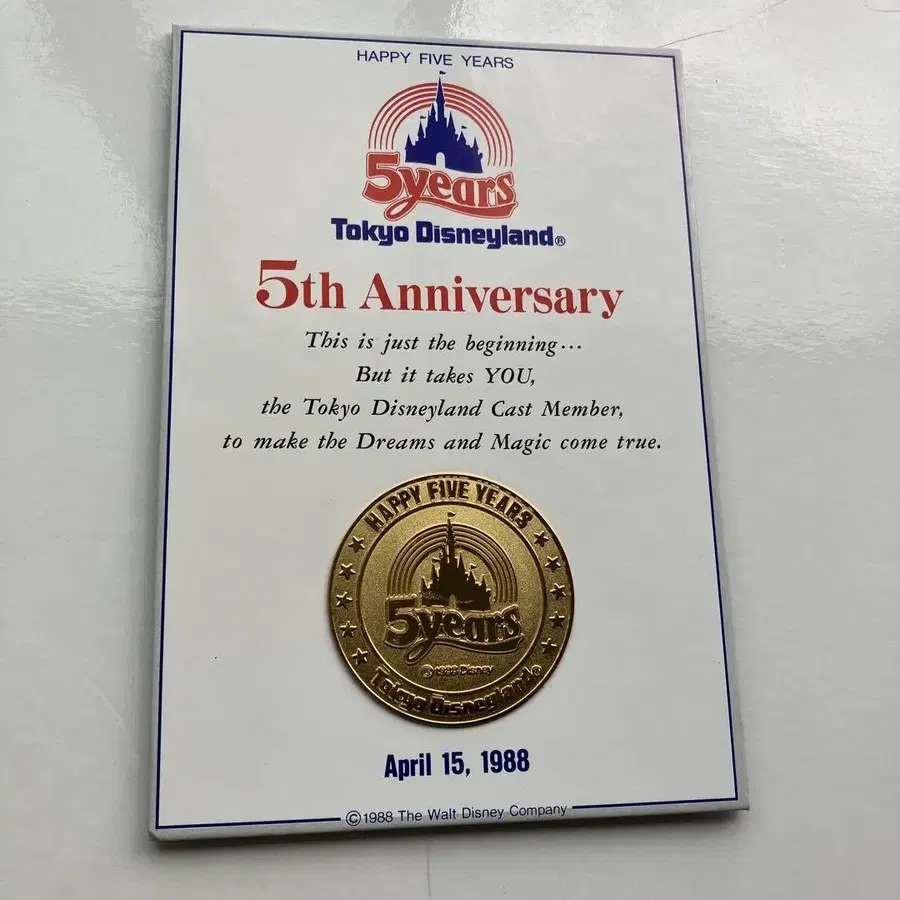 HAPPY FIVE YEARS
5years
Tokyo Disneyland®
5th Anniversary
This is just the beginning...
But it takes YOU,
the Tokyo Disneyland Cast Member,
to make the Dreams and Magic come true.
HAPPY FIVE YEARS
5years
©1988 Disney
Tokyo Disneyland®
April 15, 1988
©1988 The Walt Disney Company